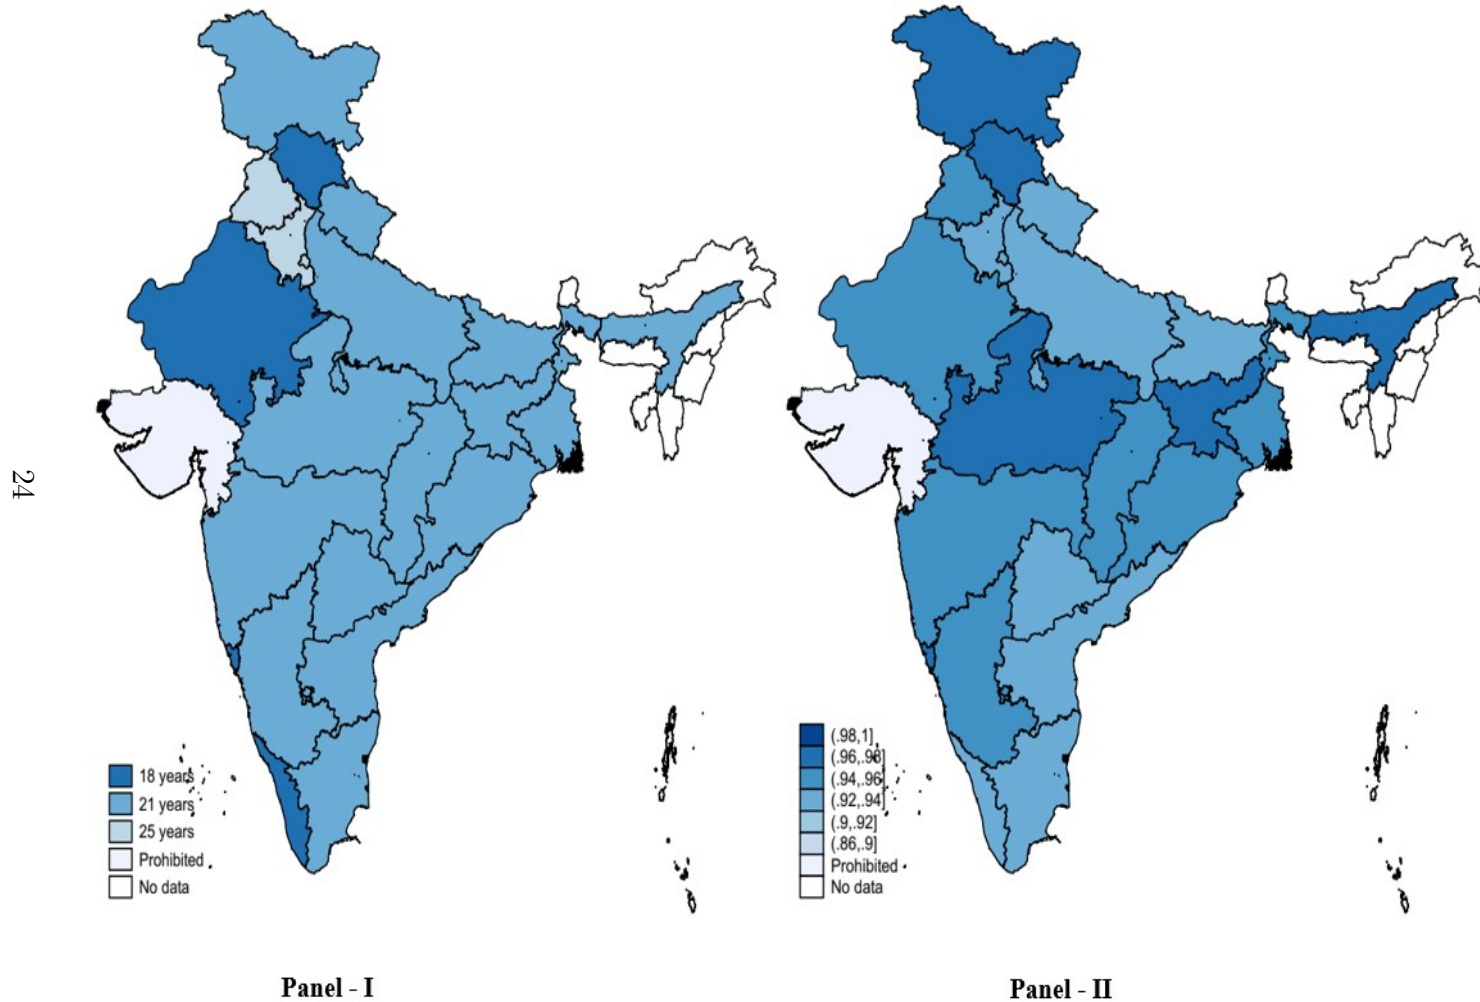 24
18 years
21 years
25 years
Prohibited
No data
(.98,1]
(.96,.98]
(.94,.96]
(.92,.94]
(.9,.92]
(.86,.9]
Prohibited
No data
Panel - I
Panel - II